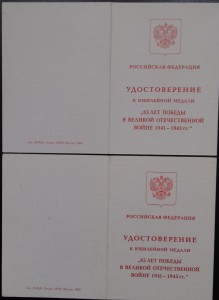 РОССИЙСКАЯ ФЕДЕРАЦИЯ
УДОСТОВЕРЕНИЕ
К ЮБИЛЕЙНОЙ МЕДАЛИ
"65 ЛЕТ ПОБЕДЫ
В ВЕЛИКОЙ ОТЕЧЕСТВЕННОЙ
ВОЙНЕ 1941 – 1945 гг."
РОССИЙСКАЯ ФЕДЕРАЦИЯ
УДОСТОВЕРЕНИЕ
К ЮБИЛЕЙНОЙ МЕДАЛИ
"65 ЛЕТ ПОБЕДЫ
В ВЕЛИКОЙ ОТЕЧЕСТВЕННОЙ
ВОЙНЕ 1941 – 1945 гг."